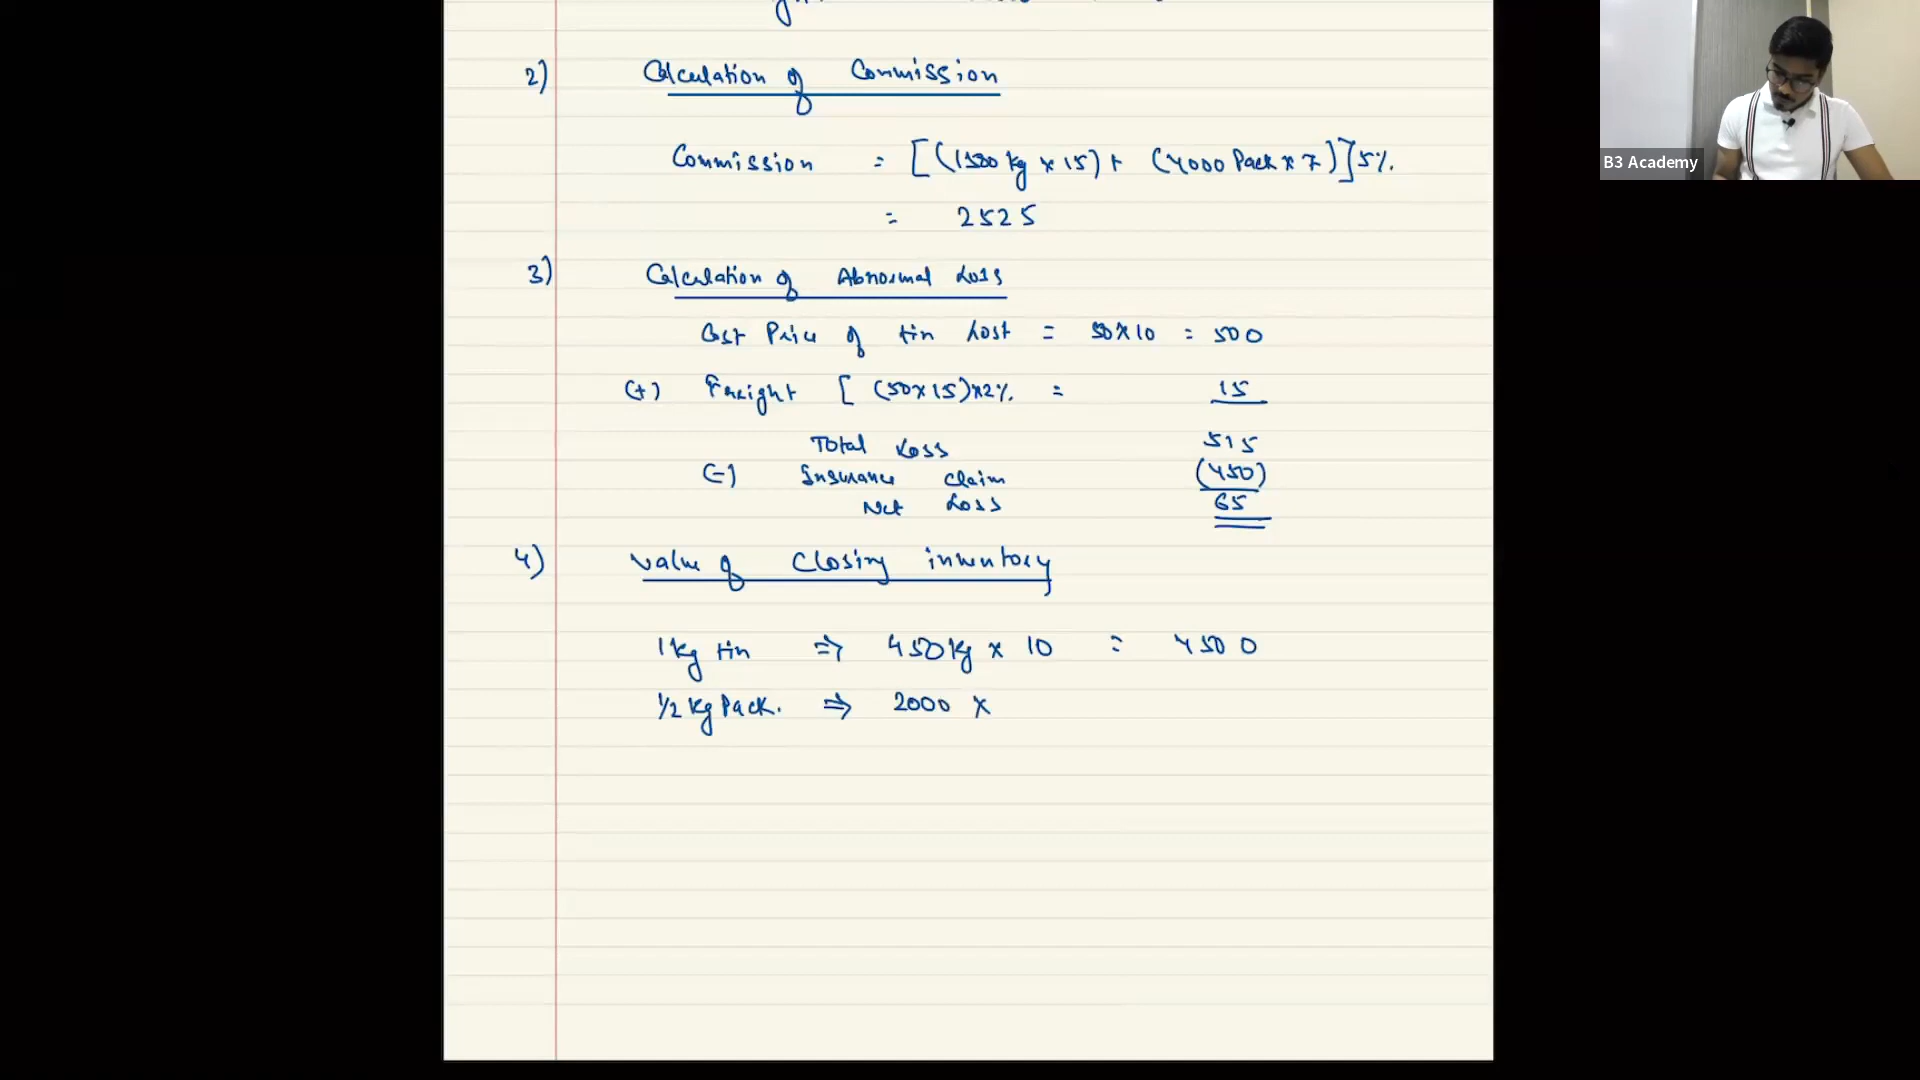 2) Calculation of Commission
Commission = [(1500 kg x 15) + (4000 Pack x 7)] 5%.
= 2525
3) Calculation of Abnormal Loss
Cost Price of tin Lost = 50x10 = 500
(+) Freight [ (50x15)x2%. = 15
Total Loss 515
(-) Insurance Claim (450)
Net Loss 65
4) Value of Closing inventory
1kg tin ⇒ 450kg x 10 = 4500
1/2 kg Pack. ⇒ 2000 x
B3 Academy